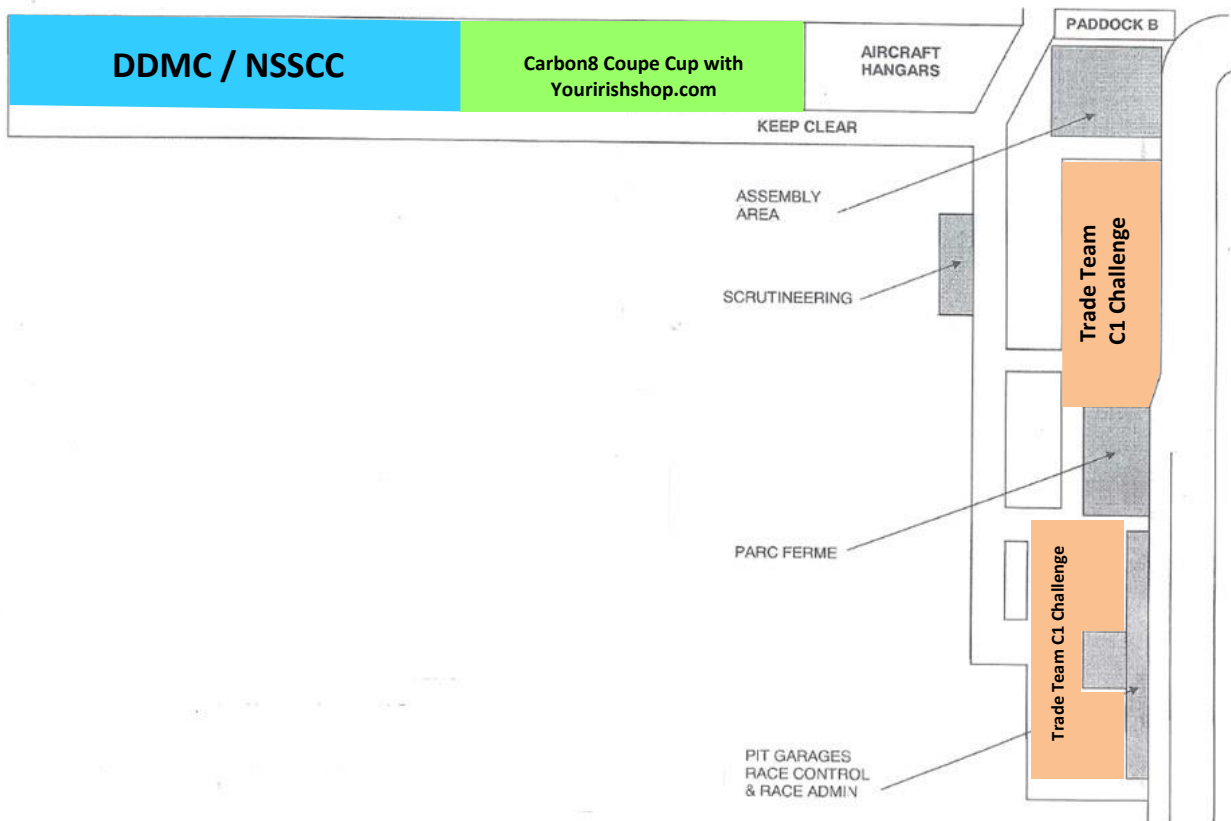 DDMC / NSSCC
Carbon8 Coupe Cup with
Youririshshop.com
AIRCRAFT
HANGARS
PADDOCK B
KEEP CLEAR
ASSEMBLY
AREA
SCRUTINEERING
Trade Team
C1 Challenge
PARC FERME
Trade Team C1 Challenge
PIT GARAGES
RACE CONTROL
& RACE ADMIN